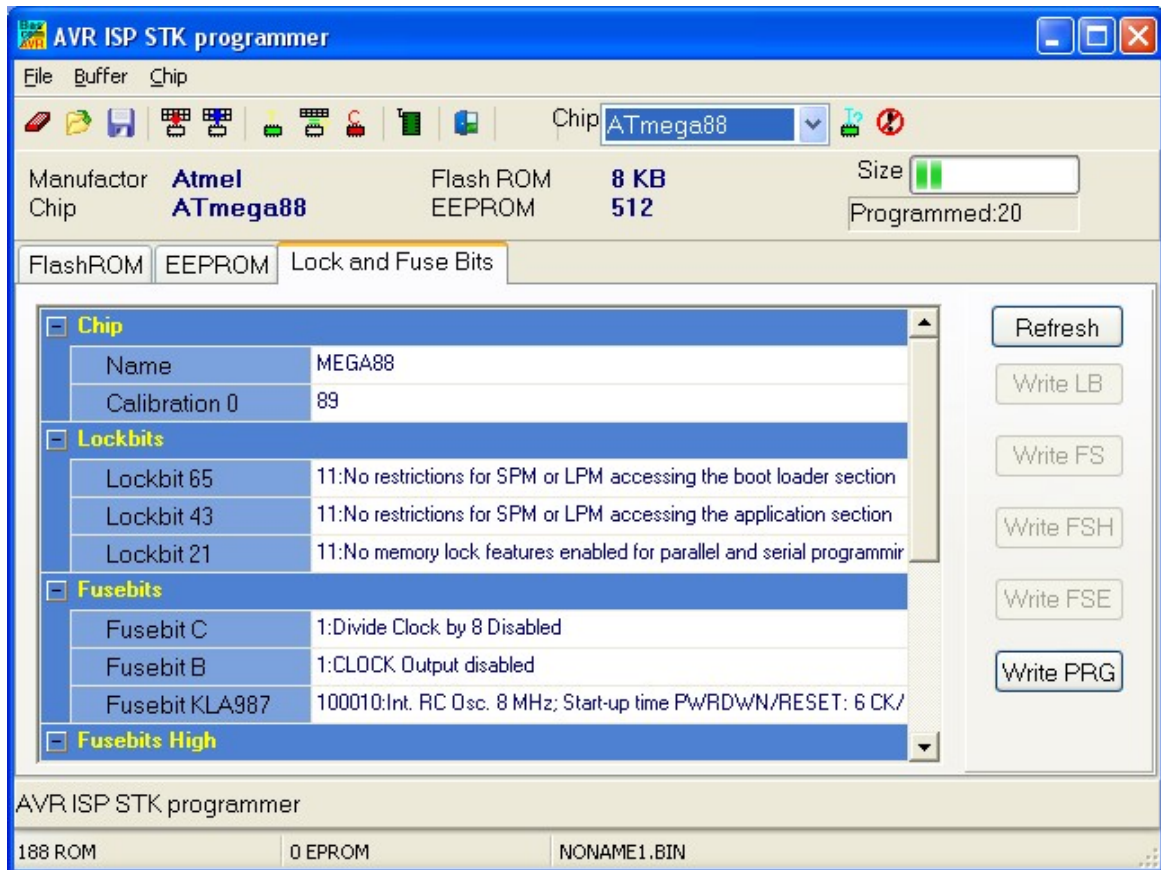 AVR ISP STK programmer
File Buffer Chip
Chip ATmega88
Manufactor Atmel Flash ROM 8 KB Size
Chip ATmega88 EEPROM 512 Programmed:20
FlashROM EEPROM Lock and Fuse Bits
Chip
Name MEGA88
Calibration 0 89
Lockbits
Lockbit 65 11:No restrictions for SPM or LPM accessing the boot loader section
Lockbit 43 11:No restrictions for SPM or LPM accessing the application section
Lockbit 21 11:No memory lock features enabled for parallel and serial programmin
Fusebits
Fusebit C 1:Divide Clock by 8 Disabled
Fusebit B 1:CLOCK Output disabled
Fusebit KLA987 100010:Int. RC Osc. 8 MHz; Start-up time PWRDWN/RESET: 6 CK/
Fusebits High
Refresh
Write LB
Write FS
Write FSH
Write FSE
Write PRG
AVR ISP STK programmer
188 ROM 0 EPROM NONAME1.BIN